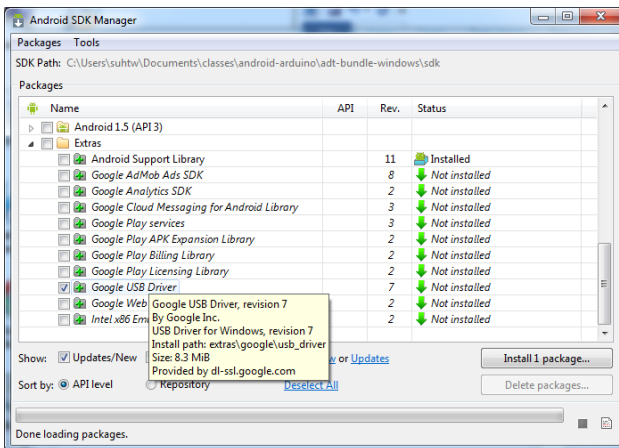 Android SDK Manager
Packages Tools
SDK Path: C:\Users\suhtw\Documents\classes\android-arduino\adt-bundle-windows\sdk
Packages
Name API Rev. Status
Android 1.5 (API 3)
Extras
Android Support Library 11 Installed
Google AdMob Ads SDK 8 Not installed
Google Analytics SDK 2 Not installed
Google Cloud Messaging for Android Library 3 Not installed
Google Play services 3 Not installed
Google Play APK Expansion Library 2 Not installed
Google Play Billing Library 2 Not installed
Google Play Licensing Library 2 Not installed
Google USB Driver 7 Not installed
Google Web 2 Not installed
Intel x86 2 Not installed
Google USB Driver, revision 7
By Google Inc.
USB Driver for Windows, revision 7
Install path: extras\google\usb_driver
Size: 8.3 MiB
Provided by dl-ssl.google.com
Show: Updates/New or Updates Install 1 package...
Sort by: API level Repository Deselect All Delete packages...
Done loading packages.